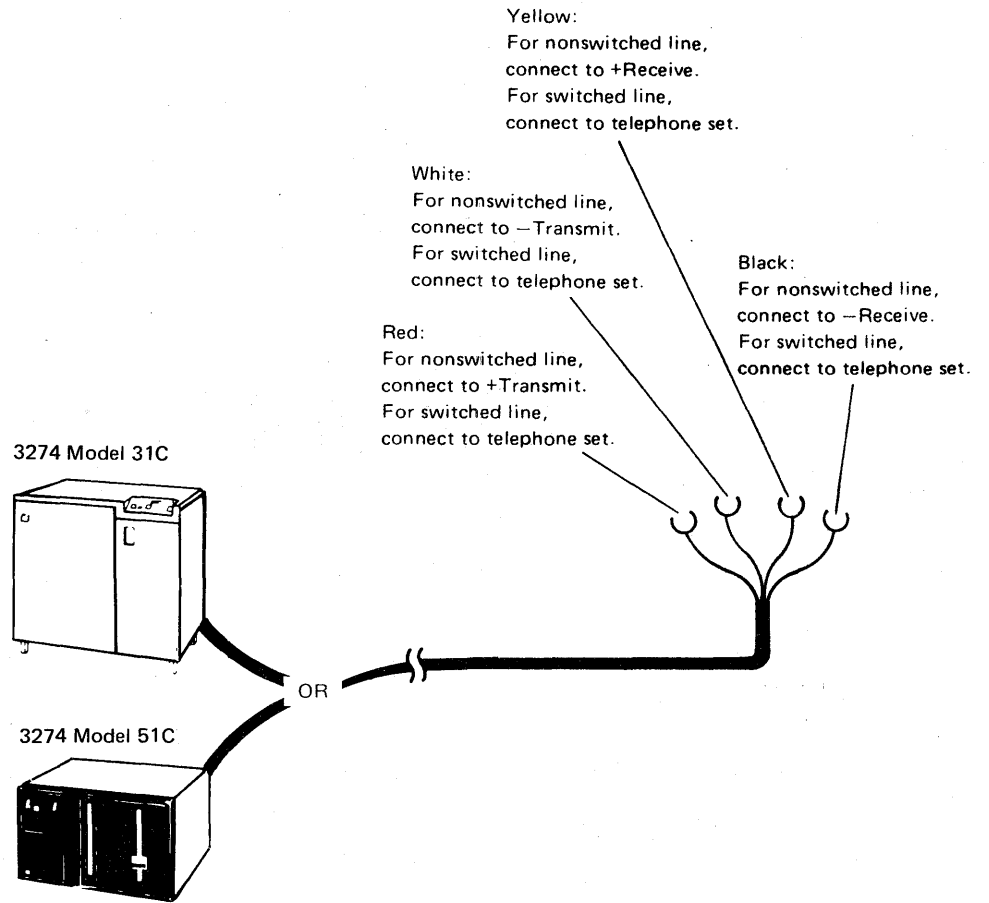 Yellow:
For nonswitched line,
connect to +Receive.
For switched line,
connect to telephone set.
White:
For nonswitched line,
connect to —Transmit.
For switched line,
connect to telephone set.
Black:
For nonswitched line,
connect to —Receive.
For switched line,
connect to telephone set.
Red:
For nonswitched line,
connect to +Transmit.
For switched line,
connect to telephone set.
3274 Model 31C
OR
3274 Model 51C